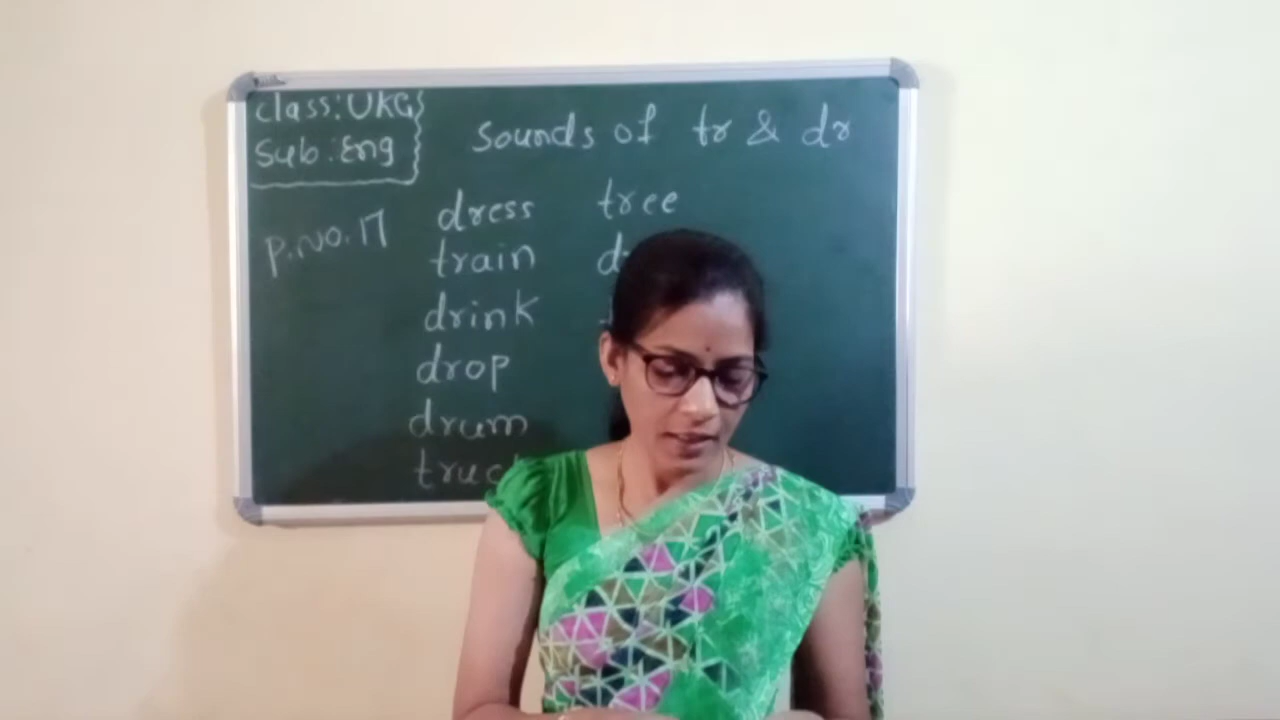 Class: UKG
Sub: Eng
Sounds of tr & dr
P.No. 17
dress tree
train
drink
drop
drum